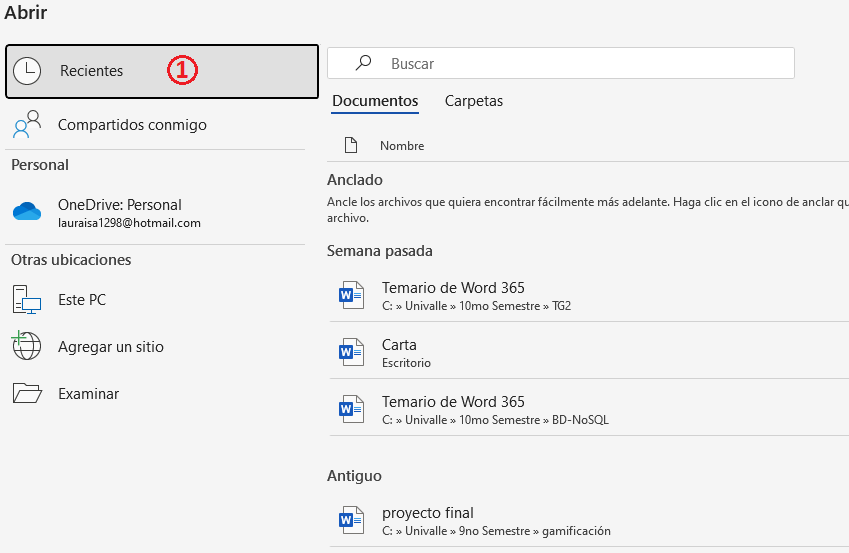 Abrir
Recientes
1
Compartidos conmigo
Personal
OneDrive: Personal
lauraisa1298@hotmail.com
Otras ubicaciones
Este PC
Agregar un sitio
Examinar
Buscar
Documentos Carpetas
Nombre
Anclado
Ancle los archivos que quiera encontrar fácilmente más adelante. Haga clic en el icono de anclar qu
archivo.
Semana pasada
Temario de Word 365
C: » Univalle » 10mo Semestre » TG2
Carta
Escritorio
Temario de Word 365
C: » Univalle » 10mo Semestre » BD-NoSQL
Antiguo
proyecto final
C: » Univalle » 9no Semestre » gamificación